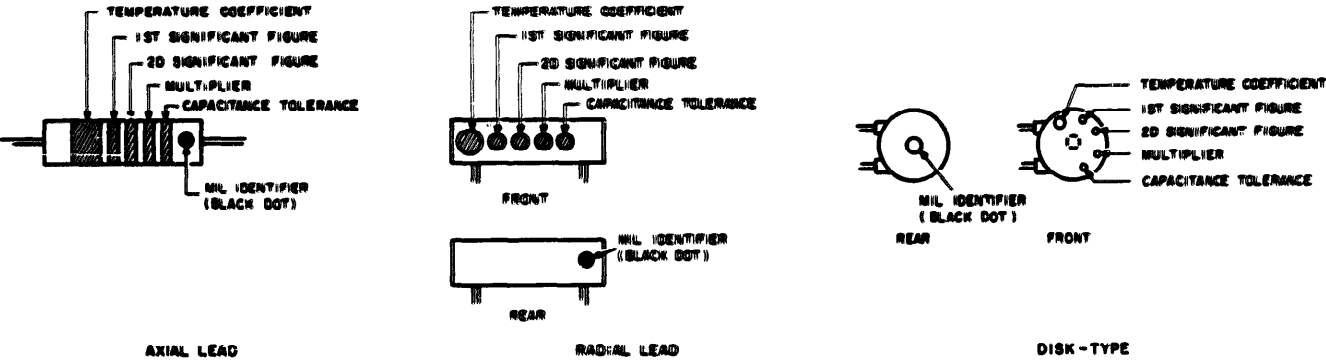 TEMPERATURE COEFFICIENT
1ST SIGNIFICANT FIGURE
2D SIGNIFICANT FIGURE
MULTIPLIER
CAPACITANCE TOLERANCE
MIL IDENTIFIER
(BLACK DOT)
AXIAL LEAD
TEMPERATURE COEFFICIENT
1ST SIGNIFICANT FIGURE
2D SIGNIFICANT FIGURE
MULTIPLIER
CAPACITANCE TOLERANCE
FRONT
MIL IDENTIFIER
(BLACK DOT)
REAR
RADIAL LEAD
TEMPERATURE COEFFICIENT
1ST SIGNIFICANT FIGURE
2D SIGNIFICANT FIGURE
MULTIPLIER
CAPACITANCE TOLERANCE
MIL IDENTIFIER
(BLACK DOT)
REAR
FRONT
DISK-TYPE